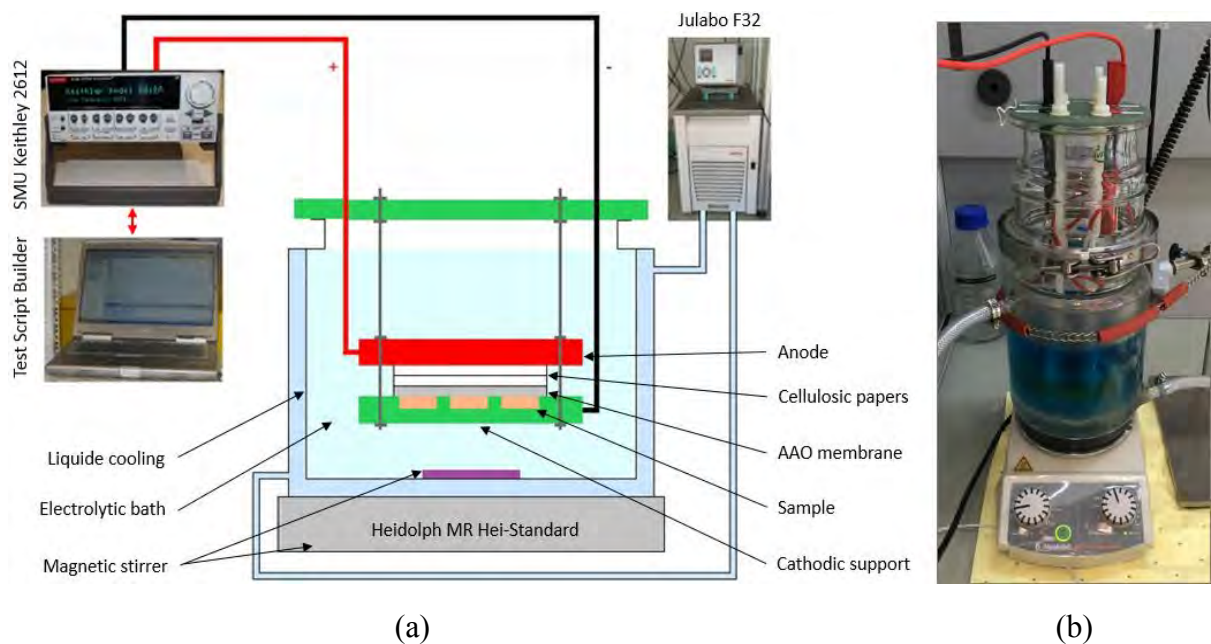 Julabo F32
SMU Keithley 2612
+
-
Test Script Builder
Anode
Cellulosic papers
AAO membrane
Liquide cooling
Sample
Electrolytic bath
Heidolph MR Hei-Standard
Magnetic stirrer
Cathodic support
(a)
(b)